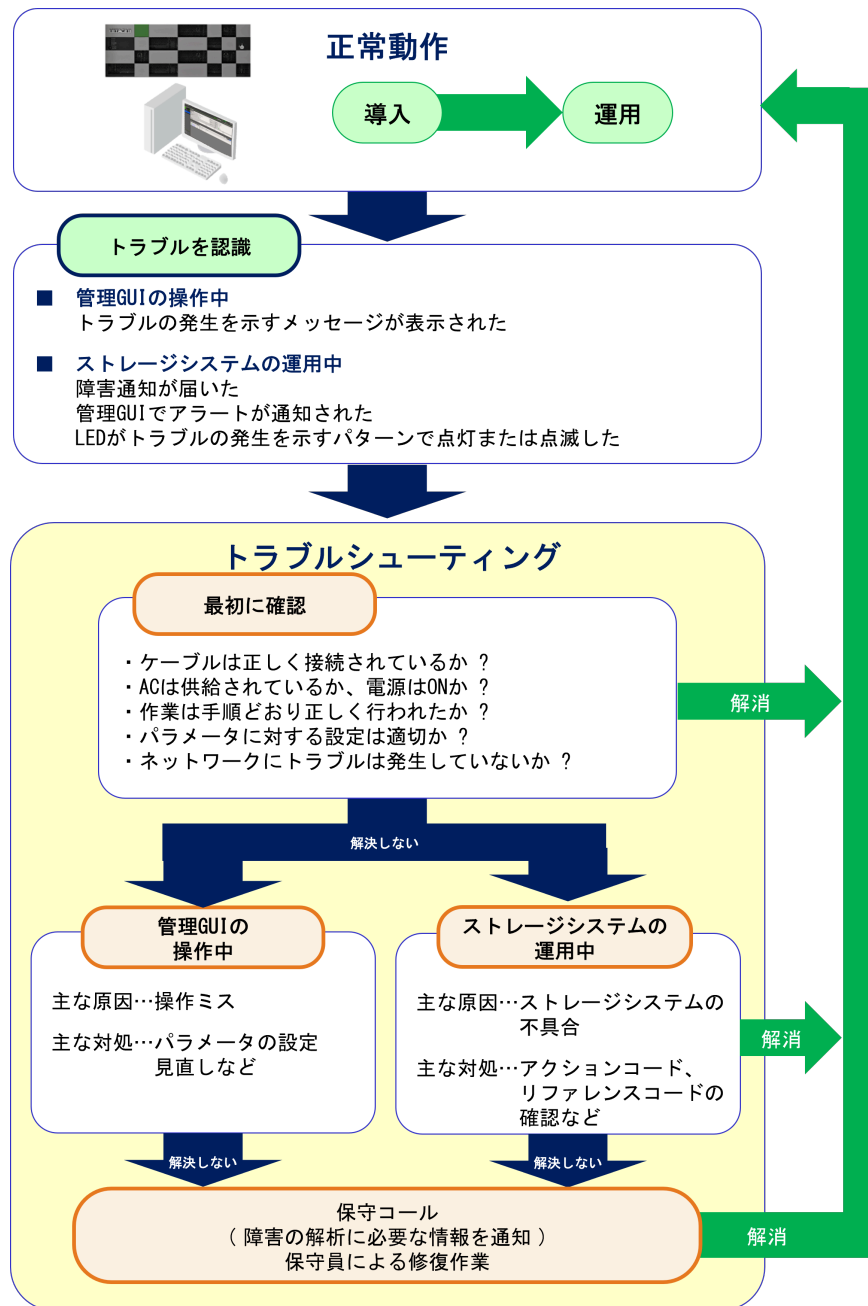 正常動作
導入
運用
トラブルを認識
■ 管理GUIの操作中
トラブルの発生を示すメッセージが表示された
■ ストレージシステムの運用中
障害通知が届いた
管理GUIでアラートが通知された
LEDがトラブルの発生を示すパターンで点灯または点滅した
トラブルシューティング
最初に確認
・ケーブルは正しく接続されているか ?
・ACは供給されているか、電源はONか ?
・作業は手順どおり正しく行われたか ?
・パラメータに対する設定は適切か ?
・ネットワークにトラブルは発生していないか ?
解消
解決しない
管理GUIの
操作中
主な原因…操作ミス
主な対処…パラメータの設定
見直しなど
ストレージシステムの
運用中
主な原因…ストレージシステムの
不具合
主な対処…アクションコード、
リファレンスコードの
確認など
解消
解決しない
解決しない
保守コール
( 障害の解析に必要な情報を通知 )
保守員による修復作業
解消